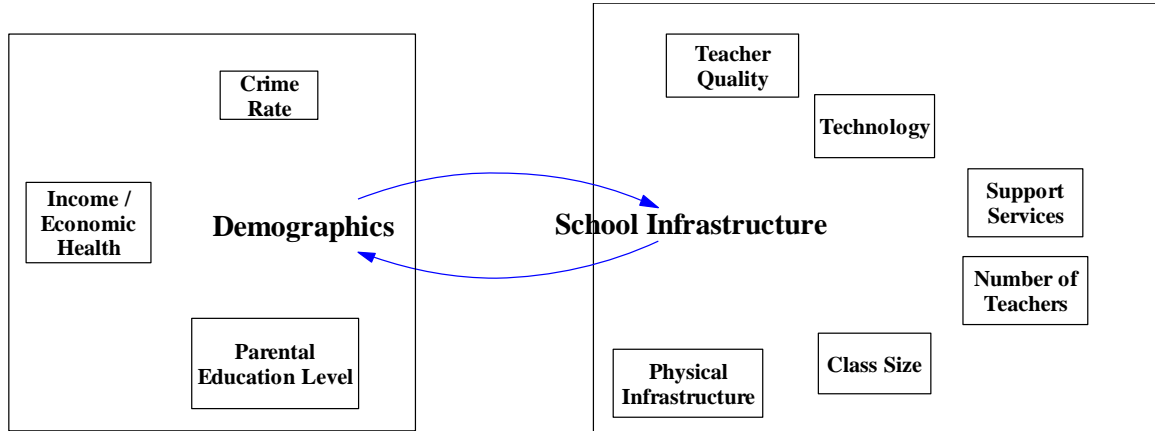 Crime
Rate
Income /
Economic
Health
Demographics
Parental
Education Level
Teacher
Quality
Technology
Support
Services
School Infrastructure
Number of
Teachers
Class Size
Physical
Infrastructure